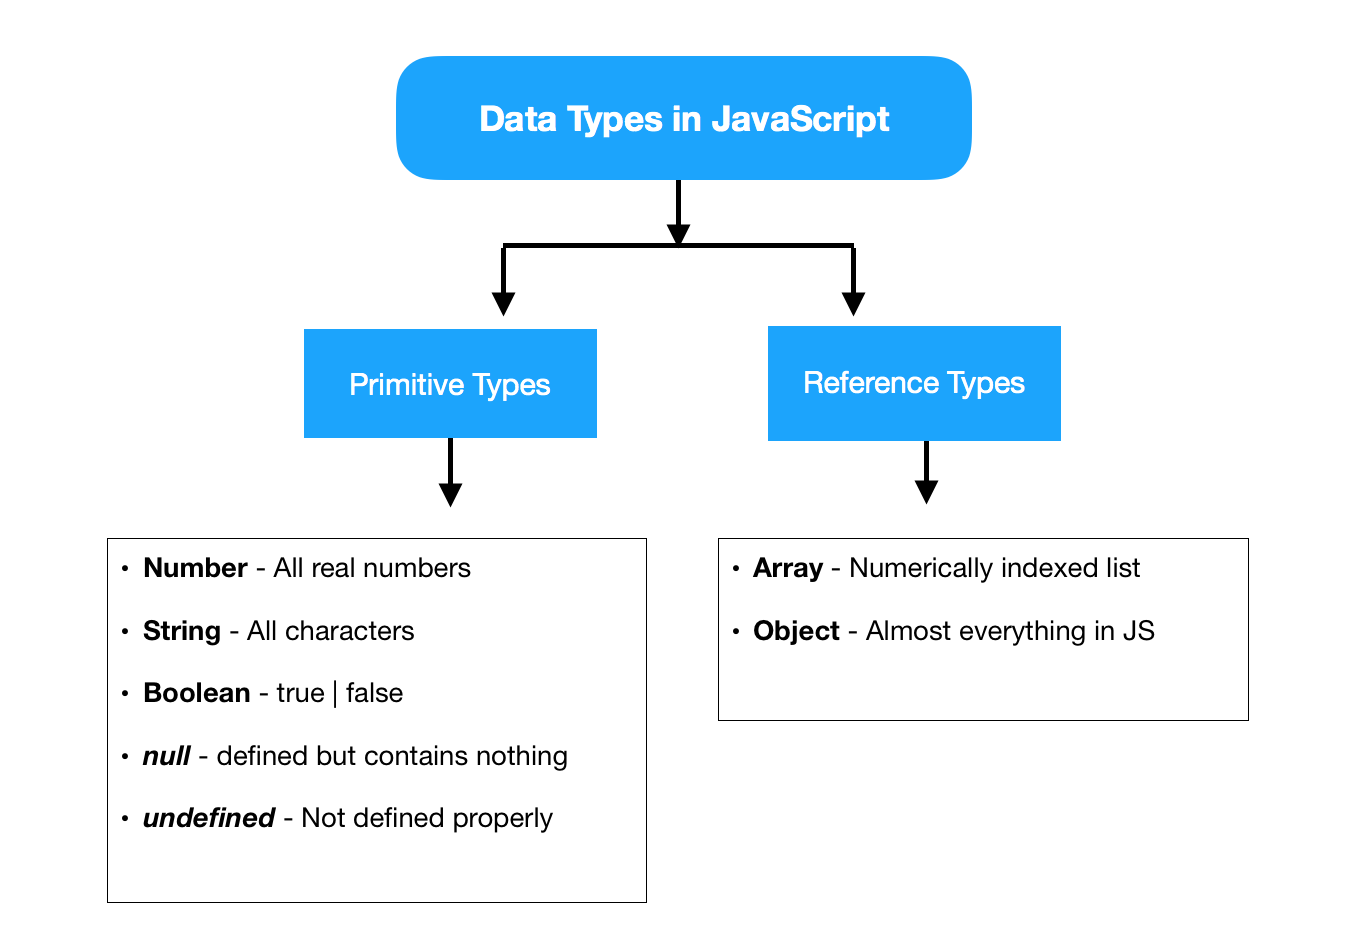 Data Types in JavaScript
Primitive Types
Reference Types
• Number - All real numbers
• String - All characters
• Boolean - true | false
• null - defined but contains nothing
• undefined - Not defined properly
• Array - Numerically indexed list
• Object - Almost everything in JS